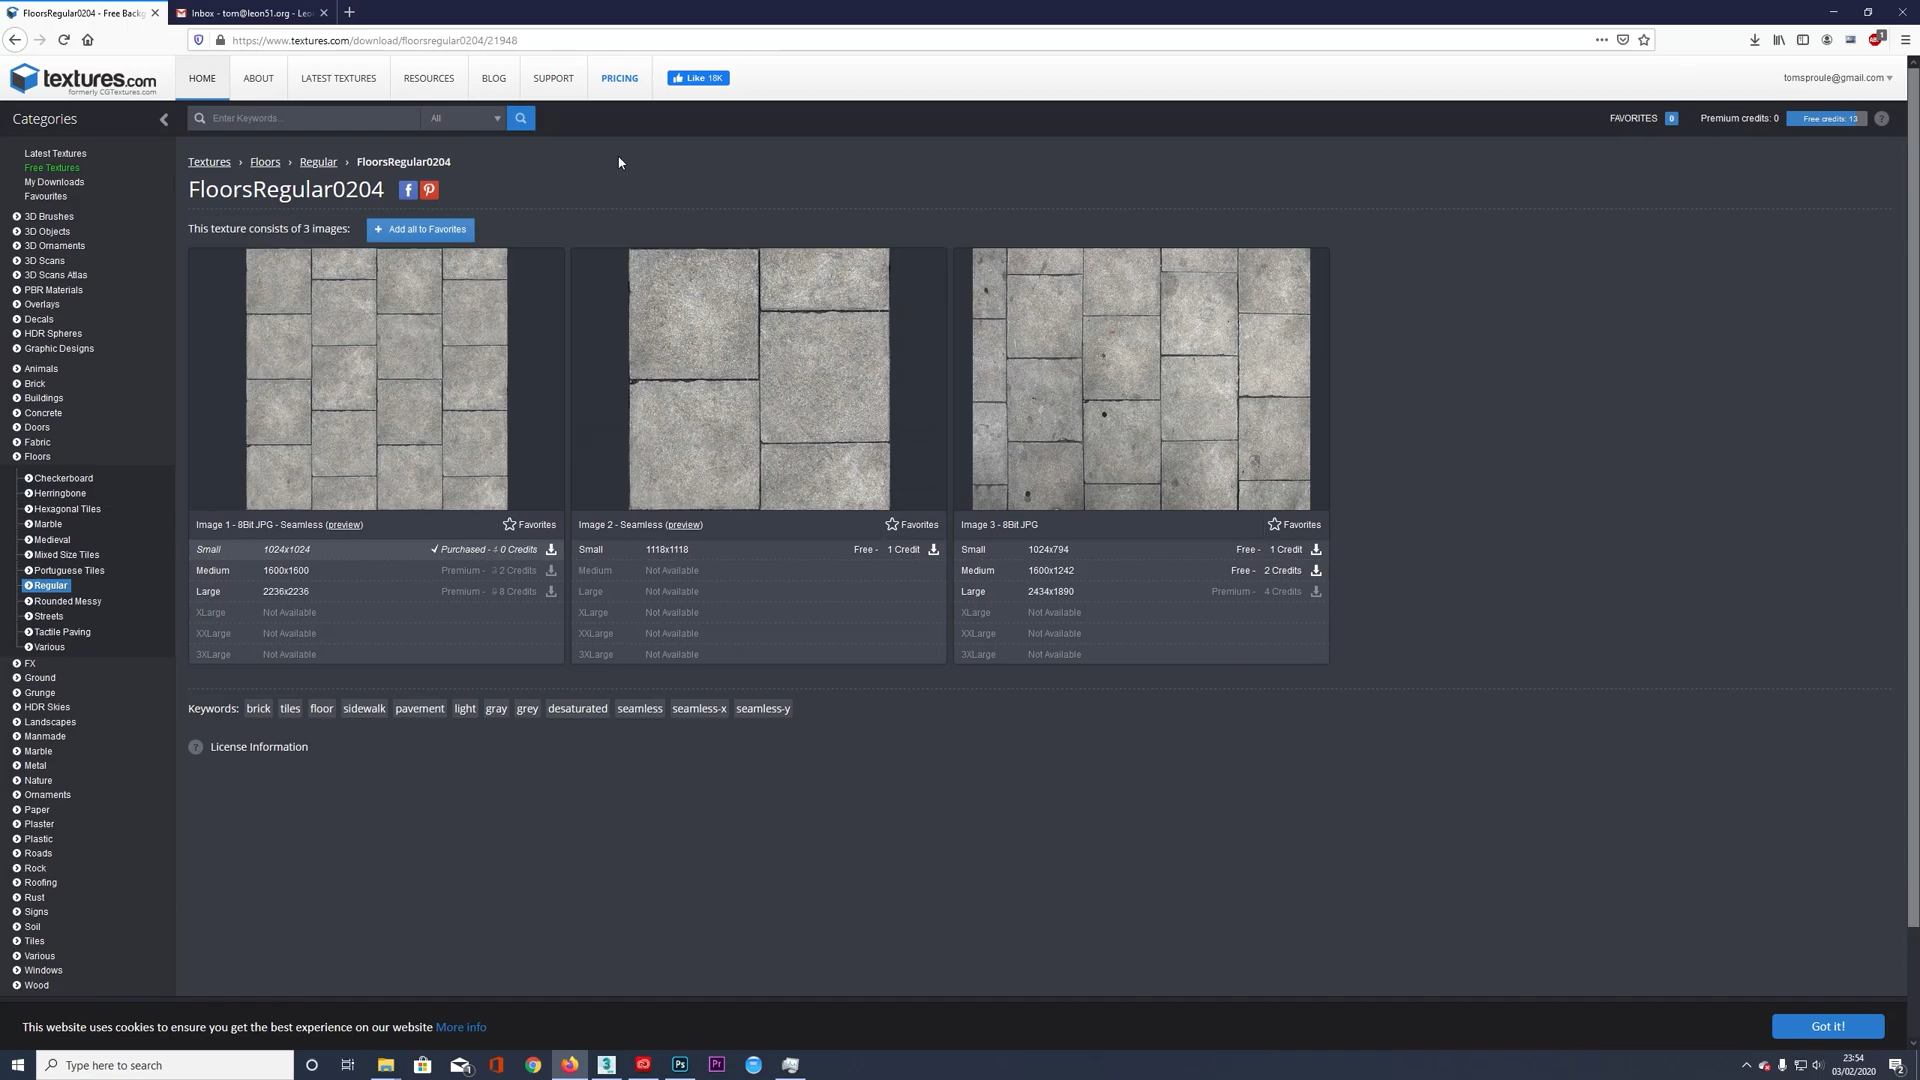 FloorsRegular0204 - Free Backg
Inbox - tom@leon51.org - Leo
https://www.textures.com/download/floorsregular0204/21948
textures.com
formerly CGTextures.com
HOME
ABOUT
LATEST TEXTURES
RESOURCES
BLOG
SUPPORT
PRICING
Like 18K
tomsproule@gmail.com
Categories
Enter Keywords...
All
FAVORITES 0
Premium credits: 0
Free credits: 13
?
Latest Textures
Free Textures
My Downloads
Favourites
3D Brushes
3D Objects
3D Ornaments
3D Scans
3D Scans Atlas
PBR Materials
Overlays
Decals
HDR Spheres
Graphic Designs
Animals
Brick
Buildings
Concrete
Doors
Fabric
Floors
Checkerboard
Herringbone
Hexagonal Tiles
Marble
Medieval
Mixed Size Tiles
Portuguese Tiles
Regular
Rounded Messy
Streets
Tactile Paving
Various
FX
Ground
Grunge
HDR Skies
Landscapes
Manmade
Marble
Metal
Nature
Ornaments
Paper
Plaster
Plastic
Roads
Rock
Roofing
Rust
Signs
Soil
Tiles
Various
Windows
Wood
Textures › Floors › Regular › FloorsRegular0204
FloorsRegular0204
This texture consists of 3 images:
+ Add all to Favorites
Image 1 - 8Bit JPG - Seamless (preview)
Favorites
Small 1024x1024 ✓ Purchased - 0 Credits
Medium 1600x1600 Premium - 2 Credits
Large 2236x2236 Premium - 8 Credits
XLarge Not Available
XXLarge Not Available
3XLarge Not Available
Image 2 - Seamless (preview)
Favorites
Small 1118x1118 Free - 1 Credit
Medium Not Available
Large Not Available
XLarge Not Available
XXLarge Not Available
3XLarge Not Available
Image 3 - 8Bit JPG
Favorites
Small 1024x794 Free - 1 Credit
Medium 1600x1242 Free - 2 Credits
Large 2434x1890 Premium - 4 Credits
XLarge Not Available
XXLarge Not Available
3XLarge Not Available
Keywords: brick tiles floor sidewalk pavement light gray grey desaturated seamless seamless-x seamless-y
? License Information
This website uses cookies to ensure you get the best experience on our website More info
Got it!
Type here to search
Ps
Pr
23:54
03/02/2020